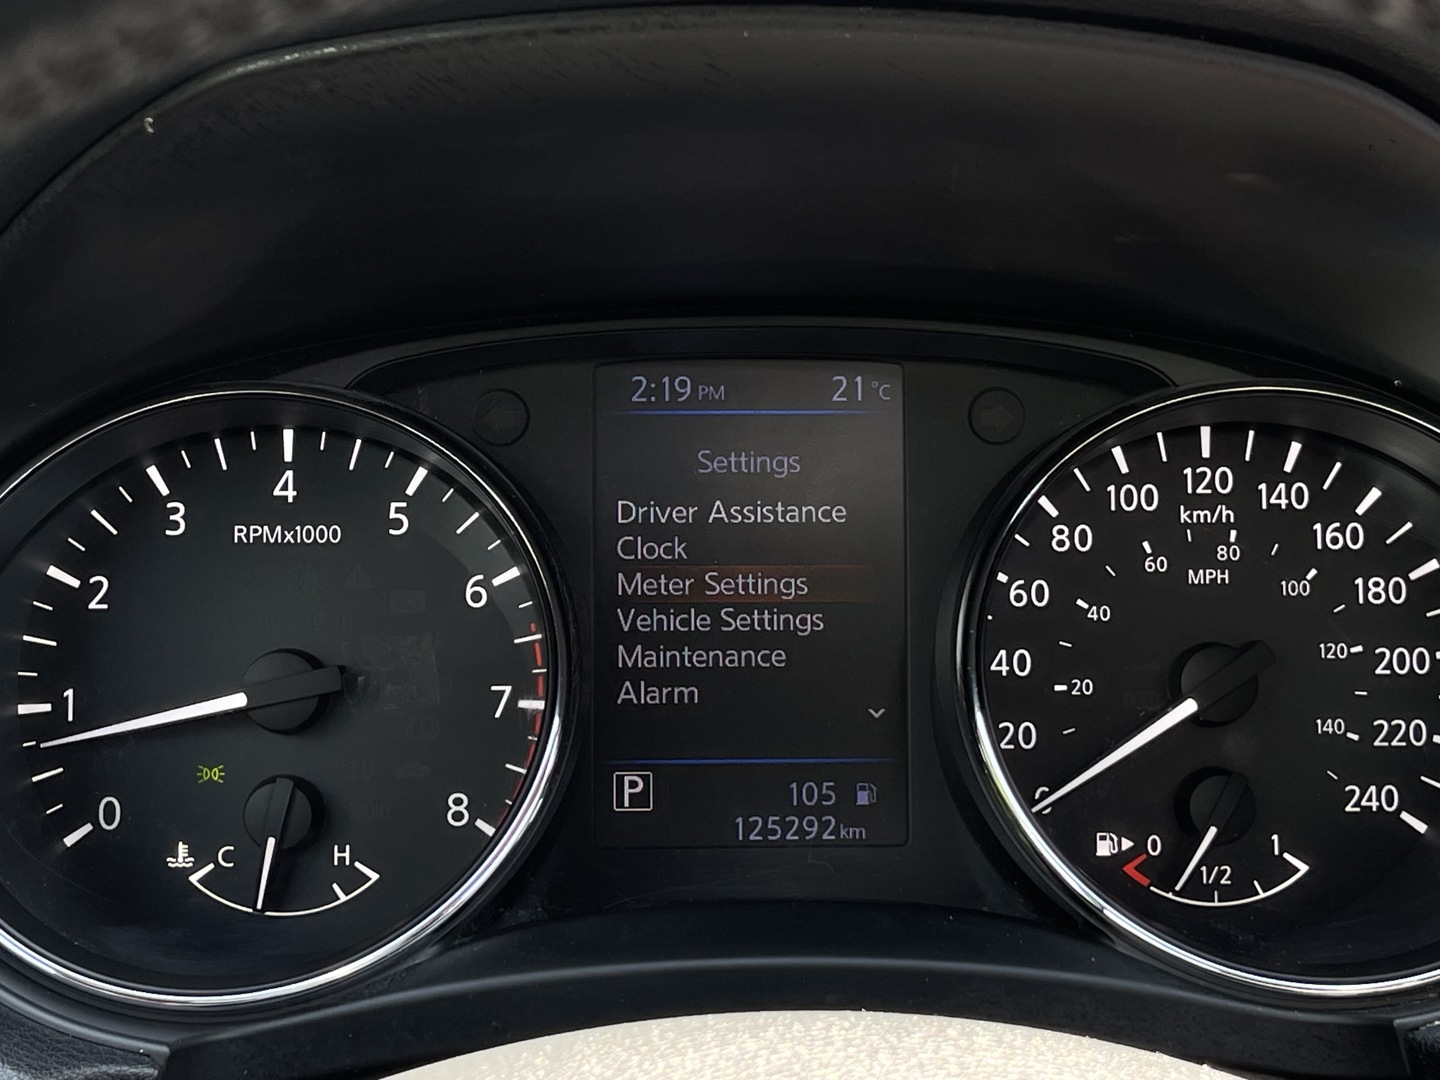 2:19 PM 21°C
Settings
Driver Assistance
Clock
Meter Settings
Vehicle Settings
Maintenance
Alarm
P 105
125292km
0
1
2
3
4
5
6
7
8
RPMx1000
C H
0
20
40
60
80
100
120
140
160
180
200
220
240
km/h
20
40
60
80
100
120
140
MPH
0 1/2 1